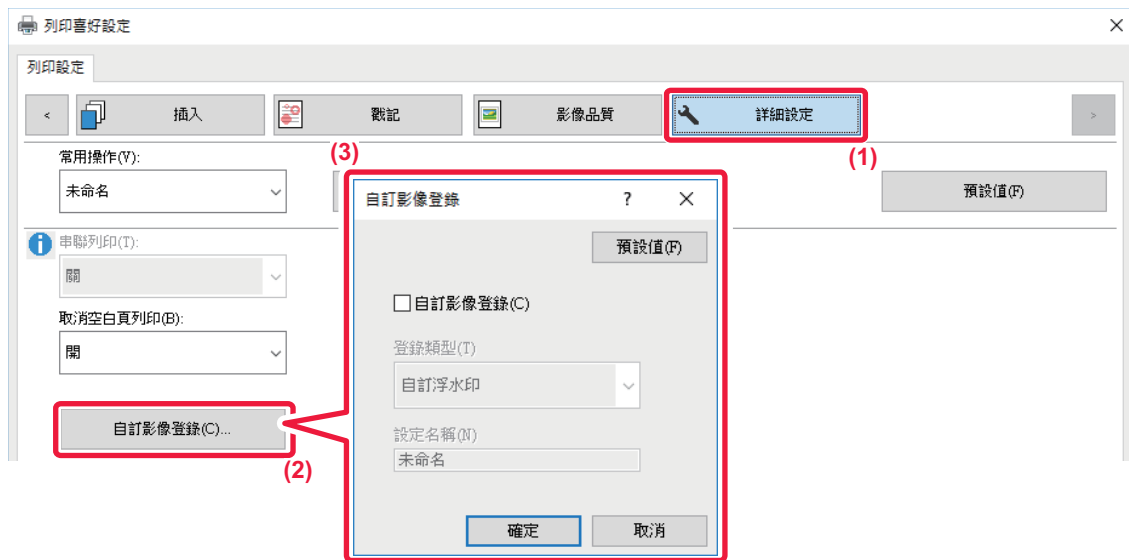 列印喜好設定
列印設定
< 插入 戳記 影像品質 詳細設定 >
(1)
常用操作(V):
未命名
預設值(F)
串聯列印(T):
關
取消空白頁列印(B):
開
自訂影像登錄(C)...
(2)
(3)
自訂影像登錄 ?
預設值(F)
自訂影像登錄(C)
登錄類型(T)
自訂浮水印
設定名稱(N)
未命名
確定 取消